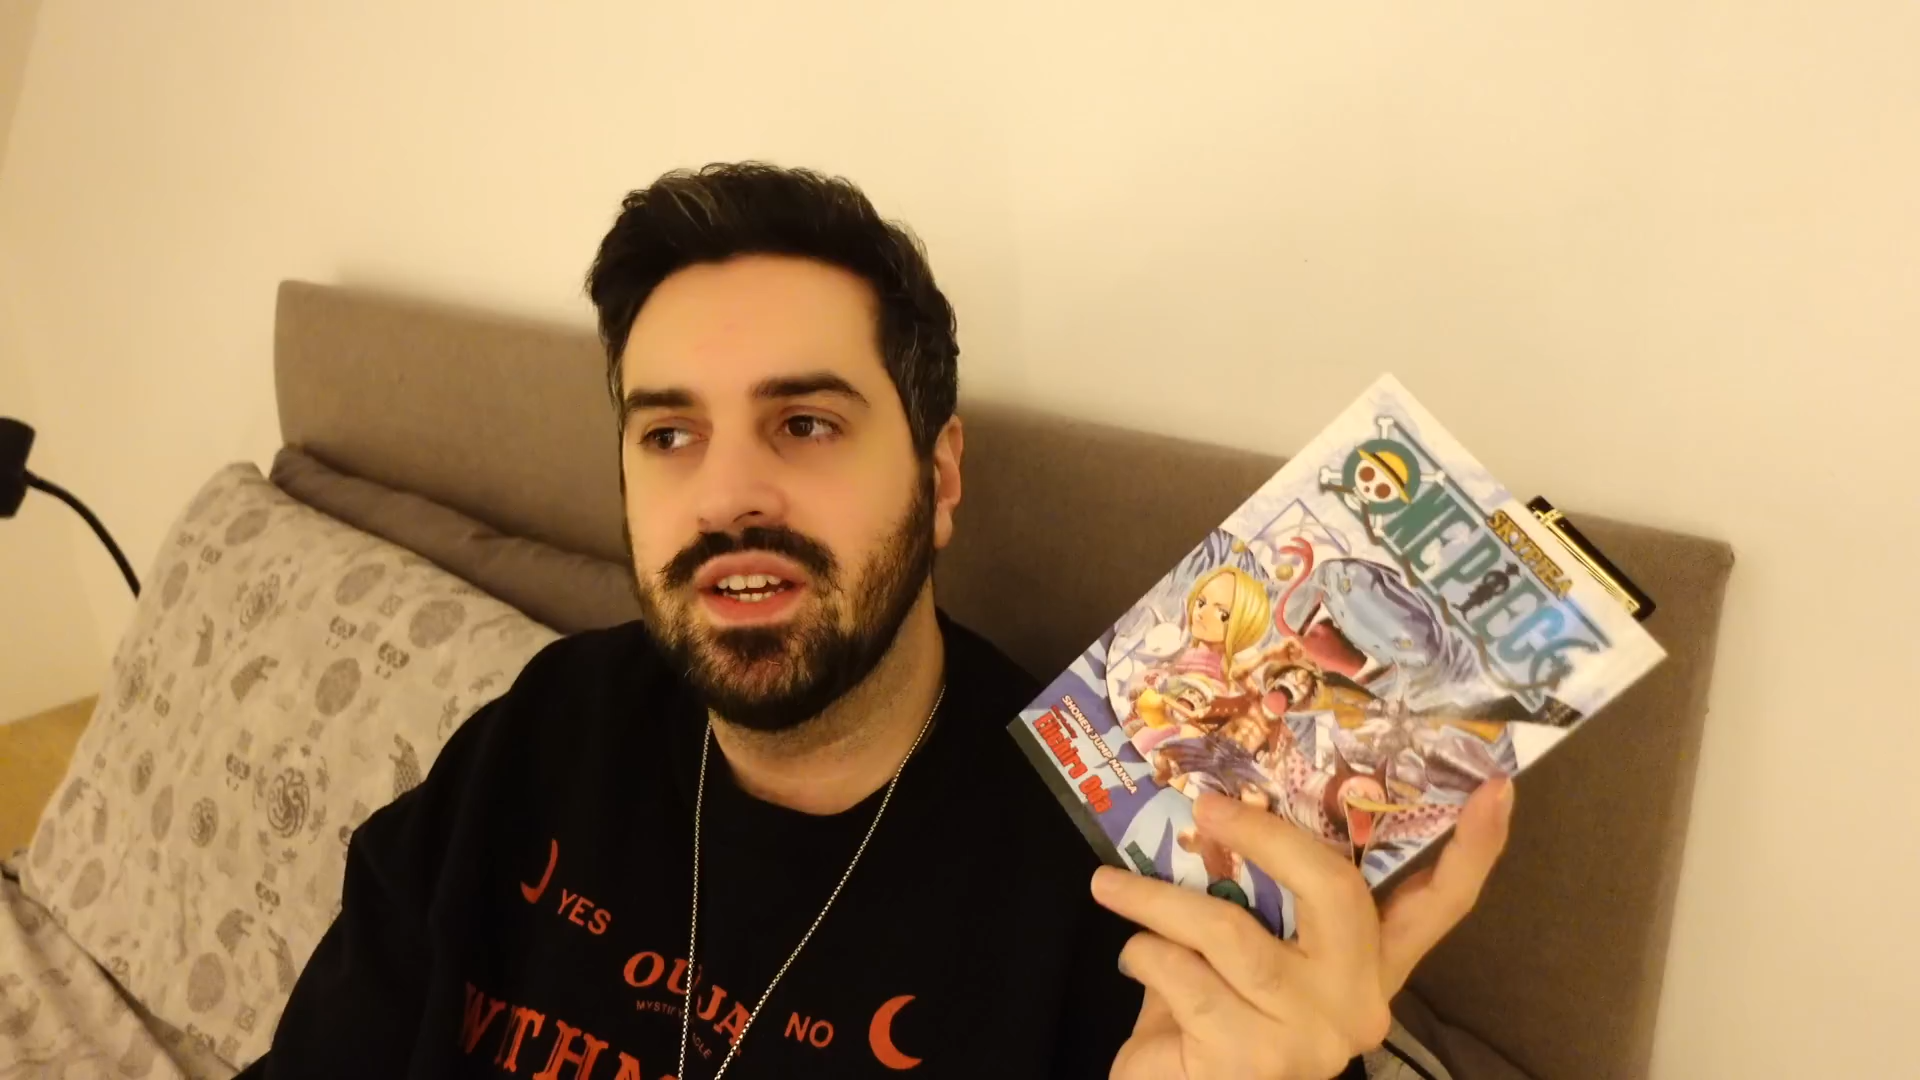 SKYPIEA
ONE PIECE
SHONEN JUMP MANGA
Eiichiro Oda
YES
OUIJA
NO